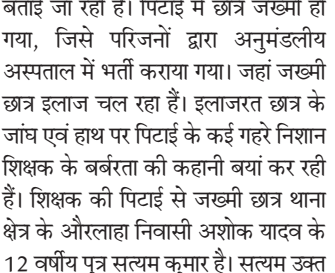 बताई जा रही है। पिटाई में छात्र जख्मी हो
गया, जिसे परिजनों द्वारा अनुमंडलीय
अस्पताल में भर्ती कराया गया। जहां जख्मी
छात्र इलाज चल रहा हैं। इलाजरत छात्र के
जांघ एवं हाथ पर पिटाई के कई गहरे निशान
शिक्षक के बर्बरता की कहानी बयां कर रही
हैं। शिक्षक की पिटाई से जख्मी छात्र थाना
क्षेत्र के औरलाहा निवासी अशोक यादव के
12 वर्षीय पुत्र सत्यम कुमार है। सत्यम उक्त